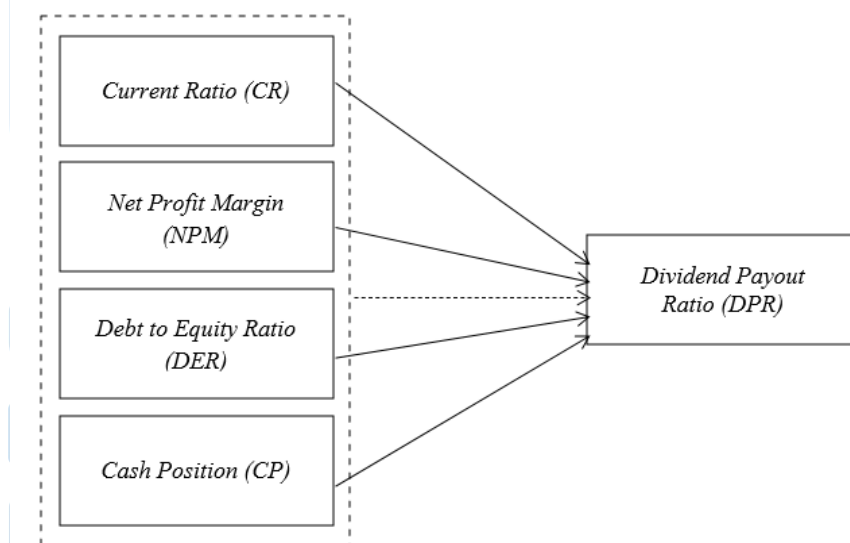 Current Ratio (CR)
Net Profit Margin
(NPM)
Debt to Equity Ratio
(DER)
Cash Position (CP)
Dividend Payout
Ratio (DPR)